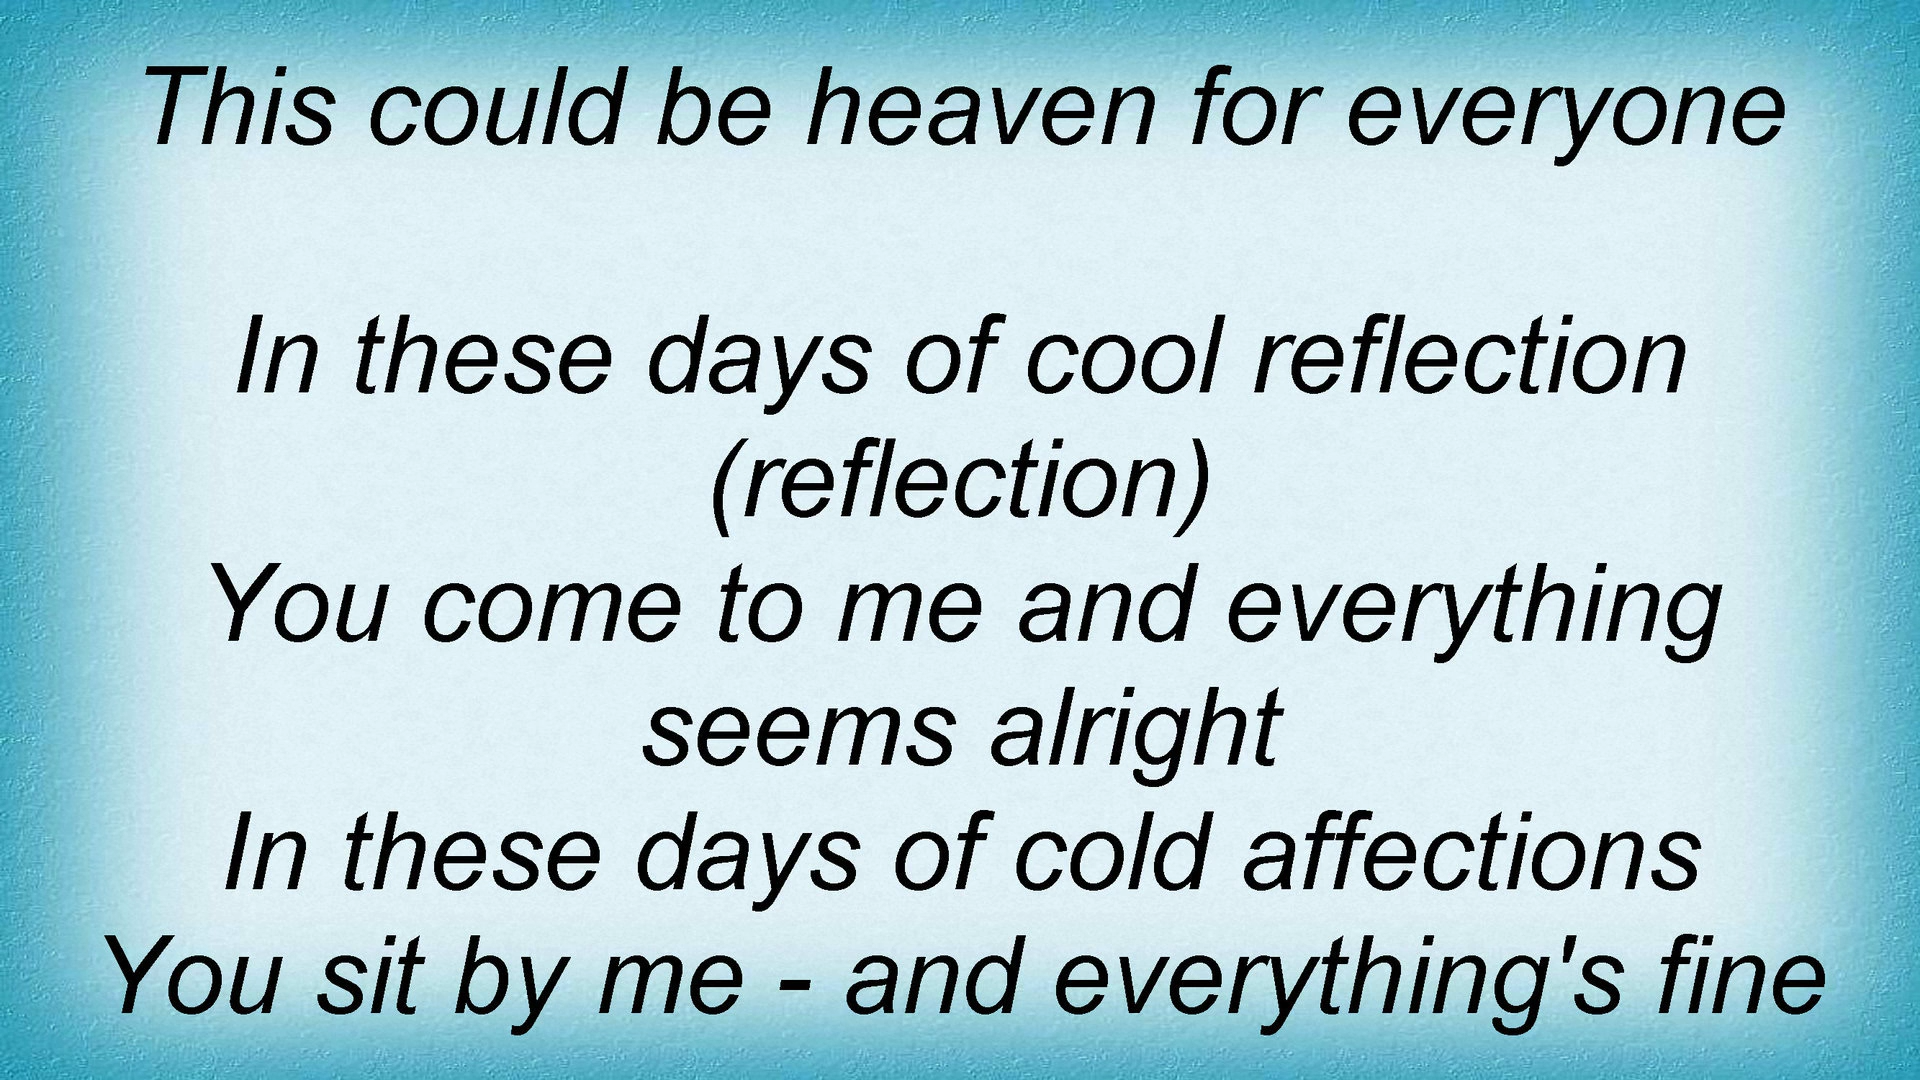 This could be heaven for everyone
In these days of cool reflection
(reflection)
You come to me and everything
seems alright
In these days of cold affections
You sit by me - and everything's fine